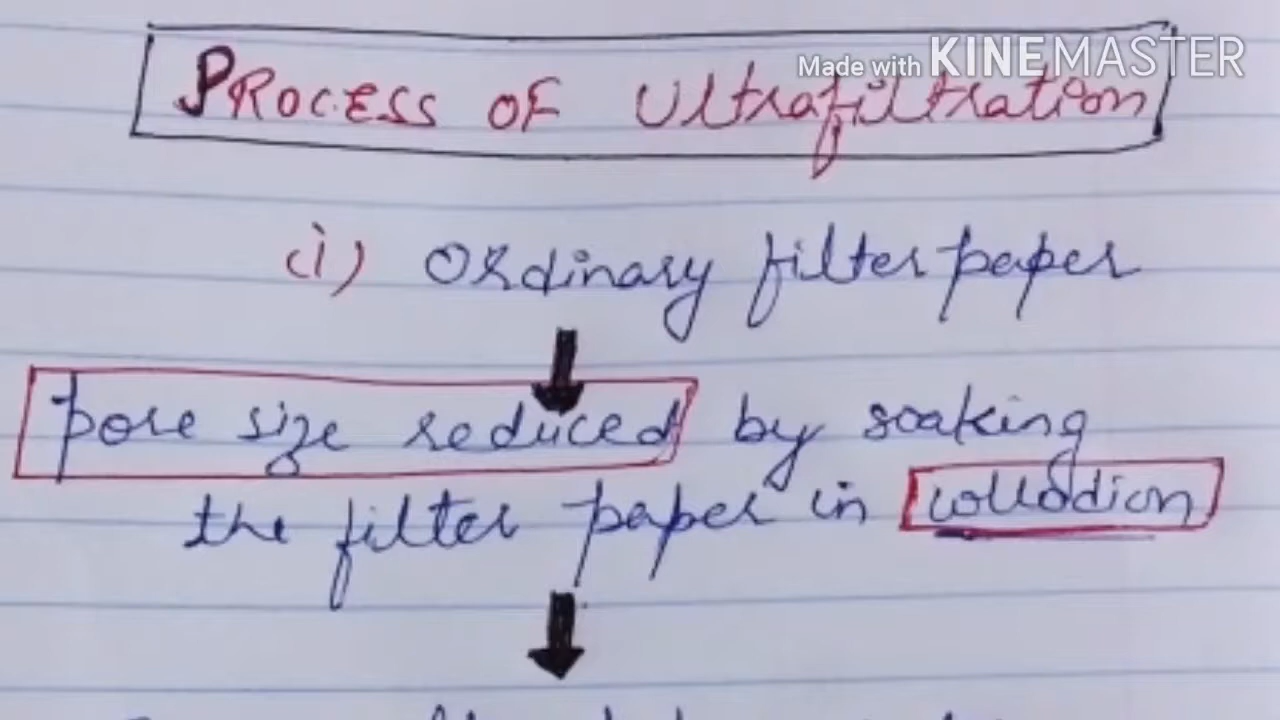 Made with KINEMASTER
PROCESS OF Ultrafiltration
(i) Ordinary filter paper
pore size reduced by soaking
the filter paper in collodion